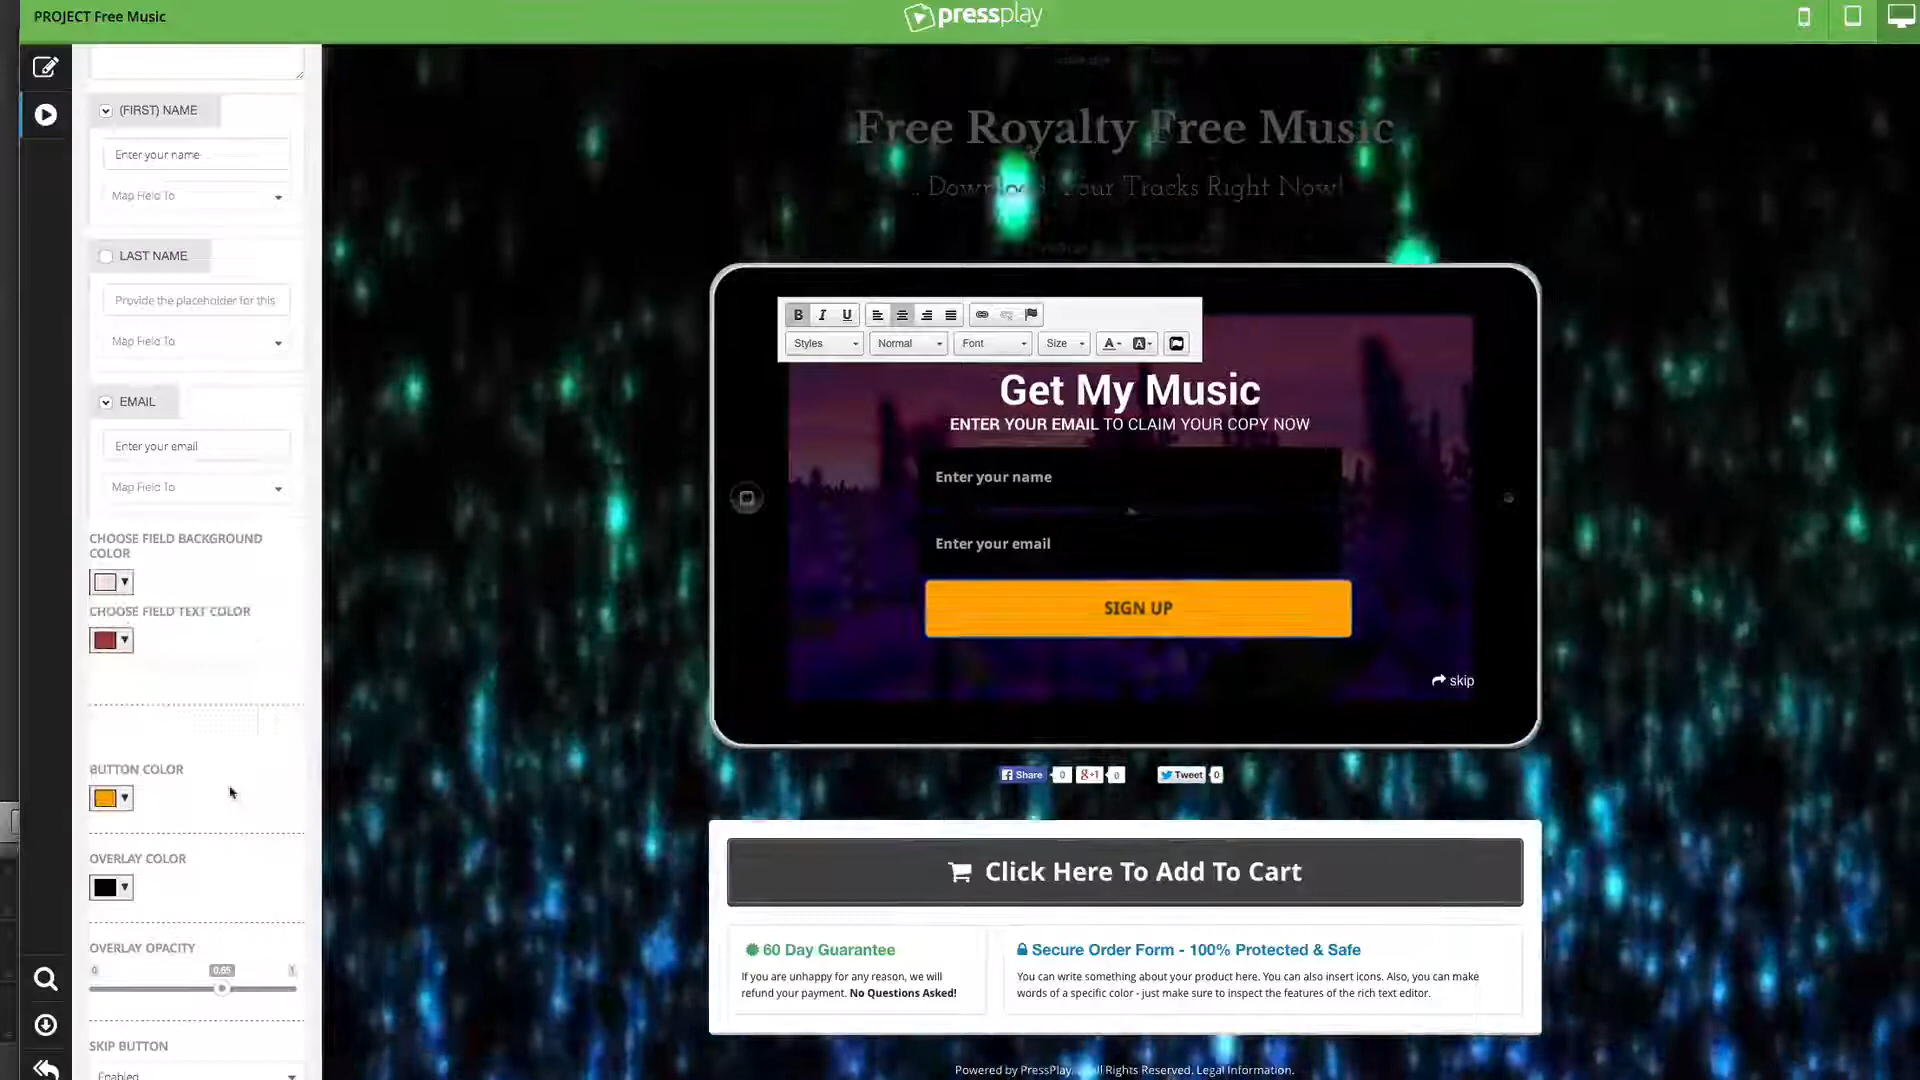 PROJECT Free Music
pressplay
(FIRST) NAME
Enter your name
Map Field To
LAST NAME
Provide the placeholder for this
Map Field To
EMAIL
Enter your email
Map Field To
CHOOSE FIELD BACKGROUND
COLOR
CHOOSE FIELD TEXT COLOR
BUTTON COLOR
OVERLAY COLOR
OVERLAY OPACITY
0 0.65 1
SKIP BUTTON
Enabled
Free Royalty Free Music
.. Download Your Tracks Right Now!
B I U
Styles Normal Font Size A A
Get My Music
ENTER YOUR EMAIL TO CLAIM YOUR COPY NOW
Enter your name
Enter your email
SIGN UP
skip
Share 0 g+1 0 Tweet 0
Click Here To Add To Cart
60 Day Guarantee
If you are unhappy for any reason, we will
refund your payment. No Questions Asked!
Secure Order Form - 100% Protected & Safe
You can write something about your product here. You can also insert icons. Also, you can make
words of a specific color - just make sure to inspect the features of the rich text editor.
Powered by PressPlay. All Rights Reserved. Legal Information.